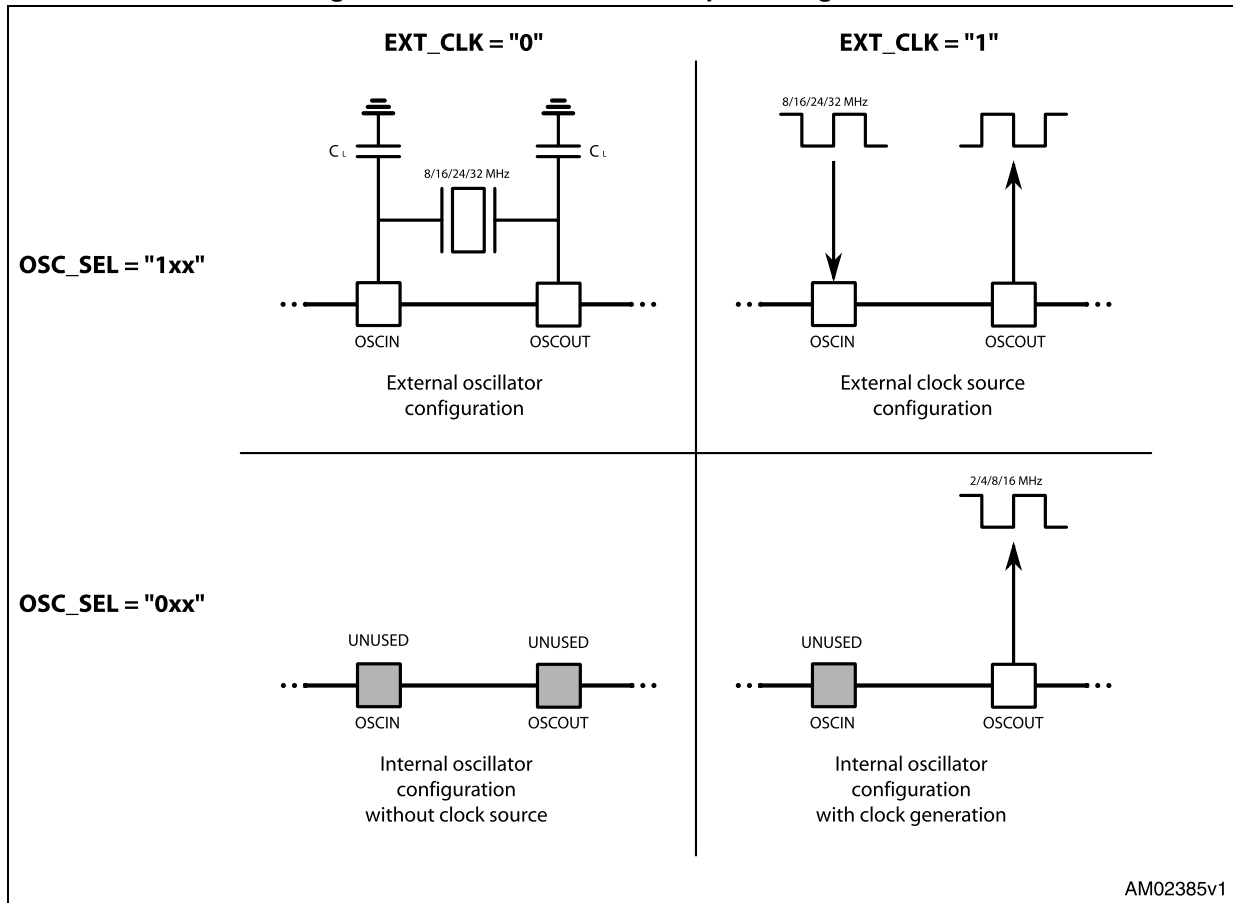 EXT_CLK = "0"
EXT_CLK = "1"
OSC_SEL = "1xx"
CL
CL
8/16/24/32 MHz
OSCIN
OSCOUT
External oscillator
configuration
8/16/24/32 MHz
OSCIN
OSCOUT
External clock source
configuration
OSC_SEL = "0xx"
UNUSED
UNUSED
OSCIN
OSCOUT
Internal oscillator
configuration
without clock source
2/4/8/16 MHz
UNUSED
OSCIN
OSCOUT
Internal oscillator
configuration
with clock generation
AM02385v1